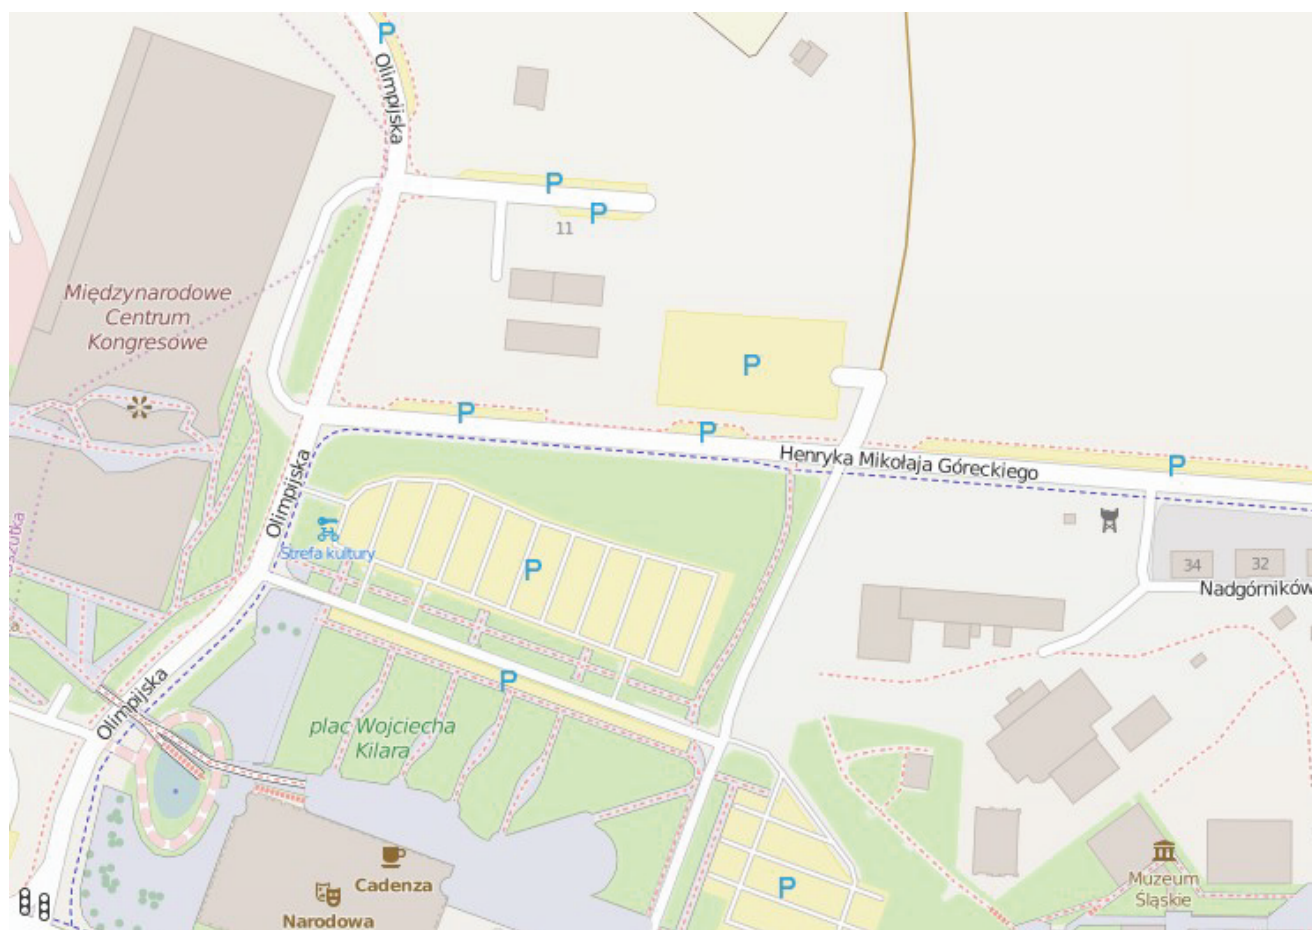 P
Olimpijska
P
P
11
Międzynarodowe
Centrum
Kongresowe
P
P
P
Henryka Mikołaja Góreckiego
P
Olimpijska
Strefa kultury
P
34
32
Nadgórników
Olimpijska
P
plac Wojciecha
Kilara
Cadenza
Narodowa
P
Muzeum
Śląskie